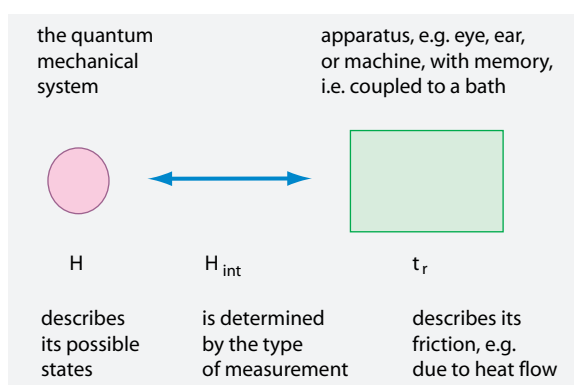 the quantum
mechanical
system
apparatus, e.g. eye, ear,
or machine, with memory,
i.e. coupled to a bath
H
H int
t r
describes
its possible
states
is determined
by the type
of measurement
describes its
friction, e.g.
due to heat flow